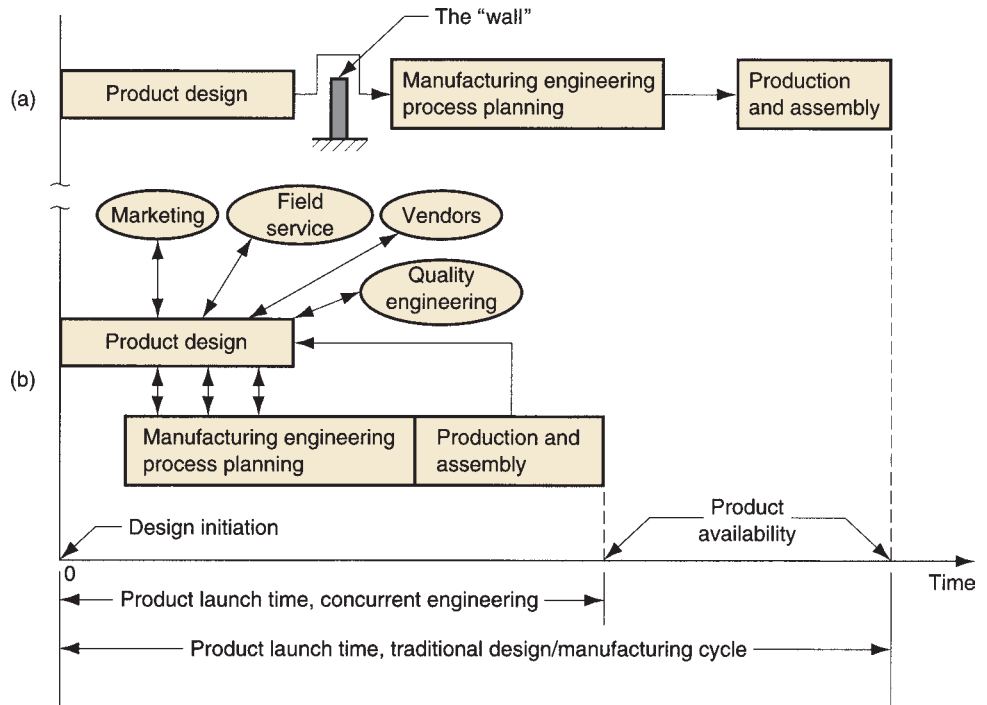 The “wall”
(a)
Product design
Manufacturing engineering
process planning
Production
and assembly
Marketing
Field
service
Vendors
Quality
engineering
Product design
(b)
Manufacturing engineering
process planning
Production and
assembly
Design initiation
Product
availability
0
Time
Product launch time, concurrent engineering
Product launch time, traditional design/manufacturing cycle